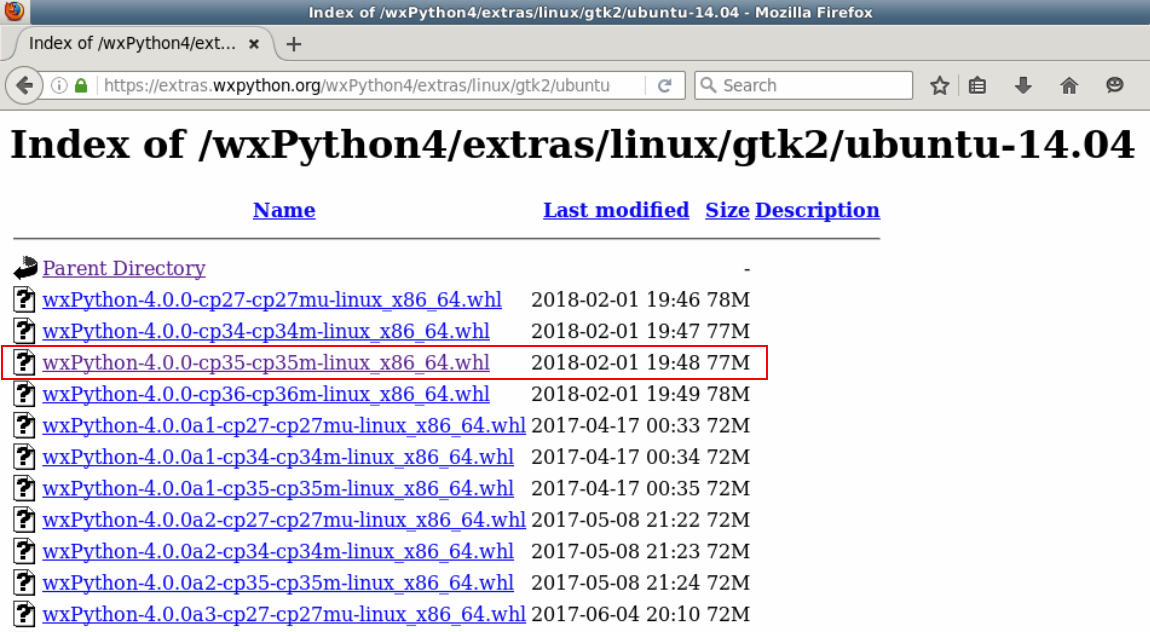 Index of /wxPython4/extras/linux/gtk2/ubuntu-14.04 - Mozilla Firefox
Index of /wxPython4/ext... × +
https://extras.wxpython.org/wxPython4/extras/linux/gtk2/ubuntu Search
Index of /wxPython4/extras/linux/gtk2/ubuntu-14.04
Name Last modified Size Description
Parent Directory -
wxPython-4.0.0-cp27-cp27mu-linux_x86_64.whl 2018-02-01 19:46 78M
wxPython-4.0.0-cp34-cp34m-linux_x86_64.whl 2018-02-01 19:47 77M
wxPython-4.0.0-cp35-cp35m-linux_x86_64.whl 2018-02-01 19:48 77M
wxPython-4.0.0-cp36-cp36m-linux_x86_64.whl 2018-02-01 19:49 78M
wxPython-4.0.0a1-cp27-cp27mu-linux_x86_64.whl 2017-04-17 00:33 72M
wxPython-4.0.0a1-cp34-cp34m-linux_x86_64.whl 2017-04-17 00:34 72M
wxPython-4.0.0a1-cp35-cp35m-linux_x86_64.whl 2017-04-17 00:35 72M
wxPython-4.0.0a2-cp27-cp27mu-linux_x86_64.whl 2017-05-08 21:22 72M
wxPython-4.0.0a2-cp34-cp34m-linux_x86_64.whl 2017-05-08 21:23 72M
wxPython-4.0.0a2-cp35-cp35m-linux_x86_64.whl 2017-05-08 21:24 72M
wxPython-4.0.0a3-cp27-cp27mu-linux_x86_64.whl 2017-06-04 20:10 72M